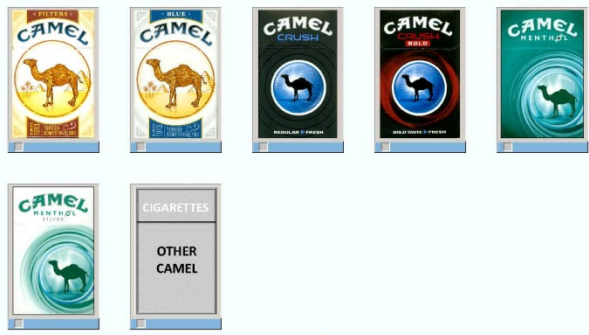 FILTERS
CAMEL
BLUE
CAMEL
CAMEL
CRUSH
REGULAR FRESH
CAMEL
CRUSH
BOLD
BOLD TASTE FRESH
CAMEL
MENTHOL
CAMEL
MENTHOL
SILVER
CIGARETTES
OTHER
CAMEL